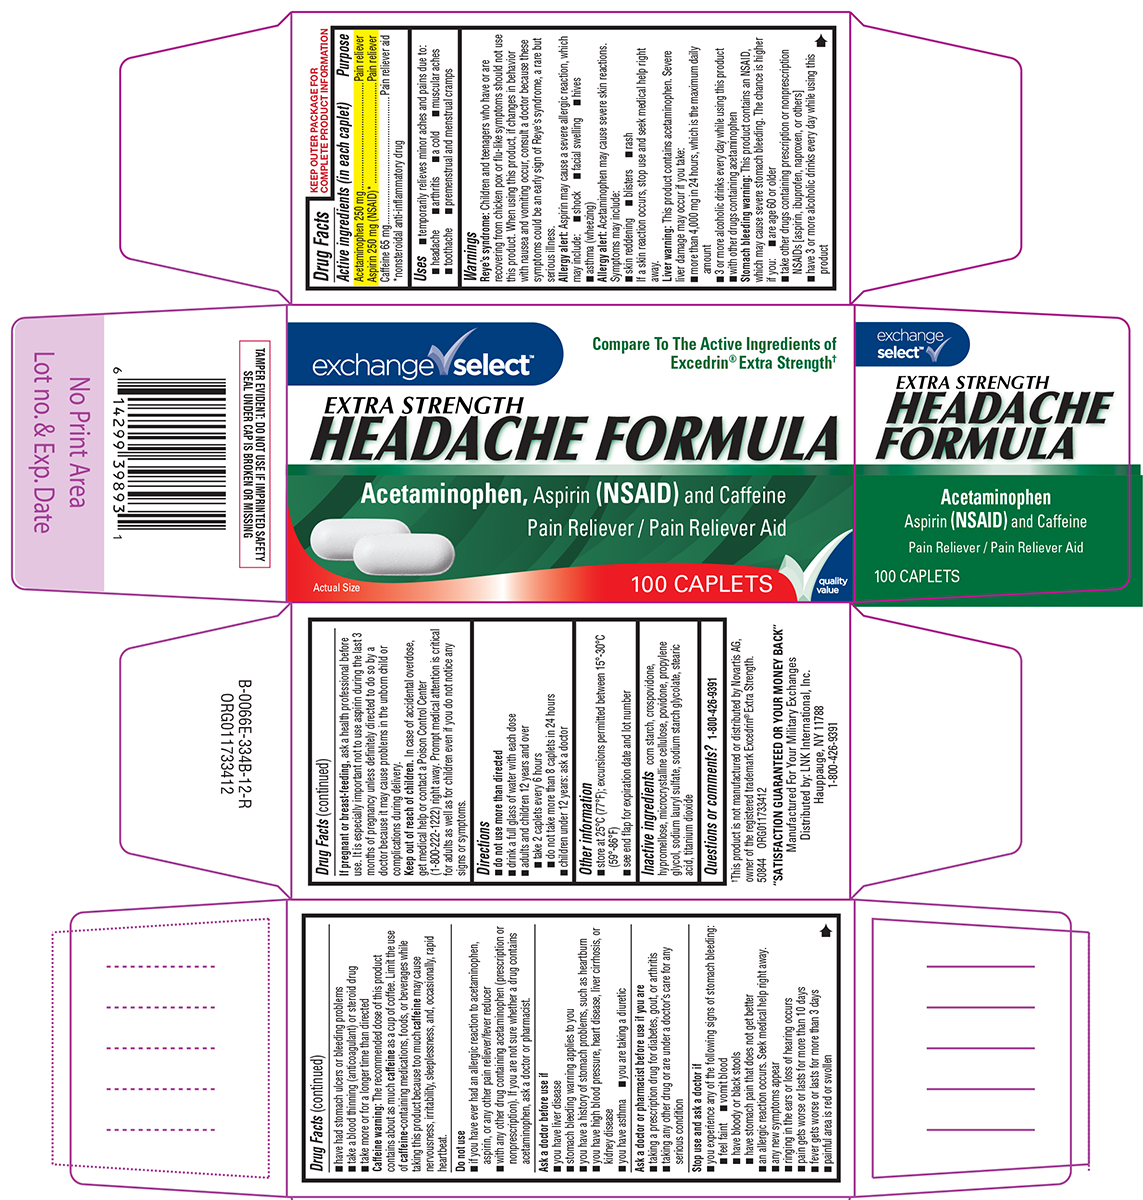 KEEP OUTER PACKAGE FOR
COMPLETE PRODUCT INFORMATION
Drug Facts
Active ingredients (in each caplet) Purpose
Acetaminophen 250 mg.....Pain reliever
Aspirin 250 mg (NSAID)*.....Pain reliever
Caffeine 65 mg.....Pain reliever aid
*nonsteroidal anti-inflammatory drug
Uses ■ temporarily relieves minor aches and pains due to:
■ headache ■ arthritis ■ a cold ■ muscular aches
■ toothache ■ premenstrual and menstrual cramps
Warnings
Reye's syndrome: Children and teenagers who have or are
recovering from chicken pox or flu-like symptoms should not use
this product. When using this product, if changes in behavior
with nausea and vomiting occur, consult a doctor because these
symptoms could be an early sign of Reye's syndrome, a rare but
serious illness.
Allergy alert: Aspirin may cause a severe allergic reaction, which
may include: ■ shock ■ facial swelling ■ hives
■ asthma (wheezing)
Allergy alert: Acetaminophen may cause severe skin reactions.
Symptoms may include:
■ skin reddening ■ blisters ■ rash
If a skin reaction occurs, stop use and seek medical help right
away.
Liver warning: This product contains acetaminophen. Severe
liver damage may occur if you take:
■ more than 4,000 mg in 24 hours, which is the maximum daily
amount
■ 3 or more alcoholic drinks every day while using this product
■ with other drugs containing acetaminophen
Stomach bleeding warning: This product contains an NSAID,
which may cause severe stomach bleeding. The chance is higher
if you: ■ are age 60 or older
■ take other drugs containing prescription or nonprescription
NSAIDs [aspirin, ibuprofen, naproxen, or others]
■ have 3 or more alcoholic drinks every day while using this
product
No Print Area
Lot no. & Exp. Date
6 14299 39893 1
TAMPER EVIDENT: DO NOT USE IF IMPRINTED SAFETY
SEAL UNDER CAP IS BROKEN OR MISSING
exchange select™
Compare To The Active Ingredients of
Excedrin® Extra Strength†
EXTRA STRENGTH
HEADACHE FORMULA
Acetaminophen, Aspirin (NSAID) and Caffeine
Pain Reliever / Pain Reliever Aid
Actual Size
100 CAPLETS
quality
value
exchange
select™
EXTRA STRENGTH
HEADACHE
FORMULA
Acetaminophen
Aspirin (NSAID) and Caffeine
Pain Reliever / Pain Reliever Aid
100 CAPLETS
B-0066E-334B-12-R
ORG011733412
Drug Facts (continued)
If pregnant or breast-feeding, ask a health professional before
use. It is especially important not to use aspirin during the last 3
months of pregnancy unless definitely directed to do so by a
doctor because it may cause problems in the unborn child or
complications during delivery.
Keep out of reach of children. In case of accidental overdose,
get medical help or contact a Poison Control Center
(1-800-222-1222) right away. Prompt medical attention is critical
for adults as well as for children even if you do not notice any
signs or symptoms.
Directions
■ do not use more than directed
■ drink a full glass of water with each dose
■ adults and children 12 years and over
■ take 2 caplets every 6 hours
■ do not take more than 8 caplets in 24 hours
■ children under 12 years: ask a doctor
Other information
■ store at 25°C (77°F); excursions permitted between 15°-30°C
(59°-86°F)
■ see end flap for expiration date and lot number
Inactive ingredients corn starch, crospovidone,
hypromellose, microcrystalline cellulose, povidone, propylene
glycol, sodium lauryl sulfate, sodium starch glycolate, stearic
acid, titanium dioxide
Questions or comments? 1-800-426-9391
†This product is not manufactured or distributed by Novartis AG,
owner of the registered trademark Excedrin® Extra Strength.
50844 ORG011733412
"SATISFACTION GUARANTEED OR YOUR MONEY BACK"
Manufactured For Your Military Exchanges
Distributed by: LNK International, Inc.
Hauppauge, NY 11788
1-800-426-9391
Drug Facts (continued)
■ have had stomach ulcers or bleeding problems
■ take a blood thinning (anticoagulant) or steroid drug
■ take more or for a longer time than directed
Caffeine warning: The recommended dose of this product
contains about as much caffeine as a cup of coffee. Limit the use
of caffeine-containing medications, foods, or beverages while
taking this product because too much caffeine may cause
nervousness, irritability, sleeplessness, and, occasionally, rapid
heartbeat.
Do not use
■ if you have ever had an allergic reaction to acetaminophen,
aspirin, or any other pain reliever/fever reducer
■ with any other drug containing acetaminophen (prescription or
nonprescription). If you are not sure whether a drug contains
acetaminophen, ask a doctor or pharmacist.
Ask a doctor before use if
■ you have liver disease
■ stomach bleeding warning applies to you
■ you have a history of stomach problems, such as heartburn
■ you have high blood pressure, heart disease, liver cirrhosis, or
kidney disease
■ you have asthma ■ you are taking a diuretic
Ask a doctor or pharmacist before use if you are
■ taking a prescription drug for diabetes, gout, or arthritis
■ taking any other drug or are under a doctor's care for any
serious condition
Stop use and ask a doctor if
■ you experience any of the following signs of stomach bleeding:
■ feel faint ■ vomit blood
■ have bloody or black stools
■ have stomach pain that does not get better
■ an allergic reaction occurs. Seek medical help right away.
■ any new symptoms appear
■ ringing in the ears or loss of hearing occurs
■ pain gets worse or lasts for more than 10 days
■ fever gets worse or lasts for more than 3 days
■ painful area is red or swollen